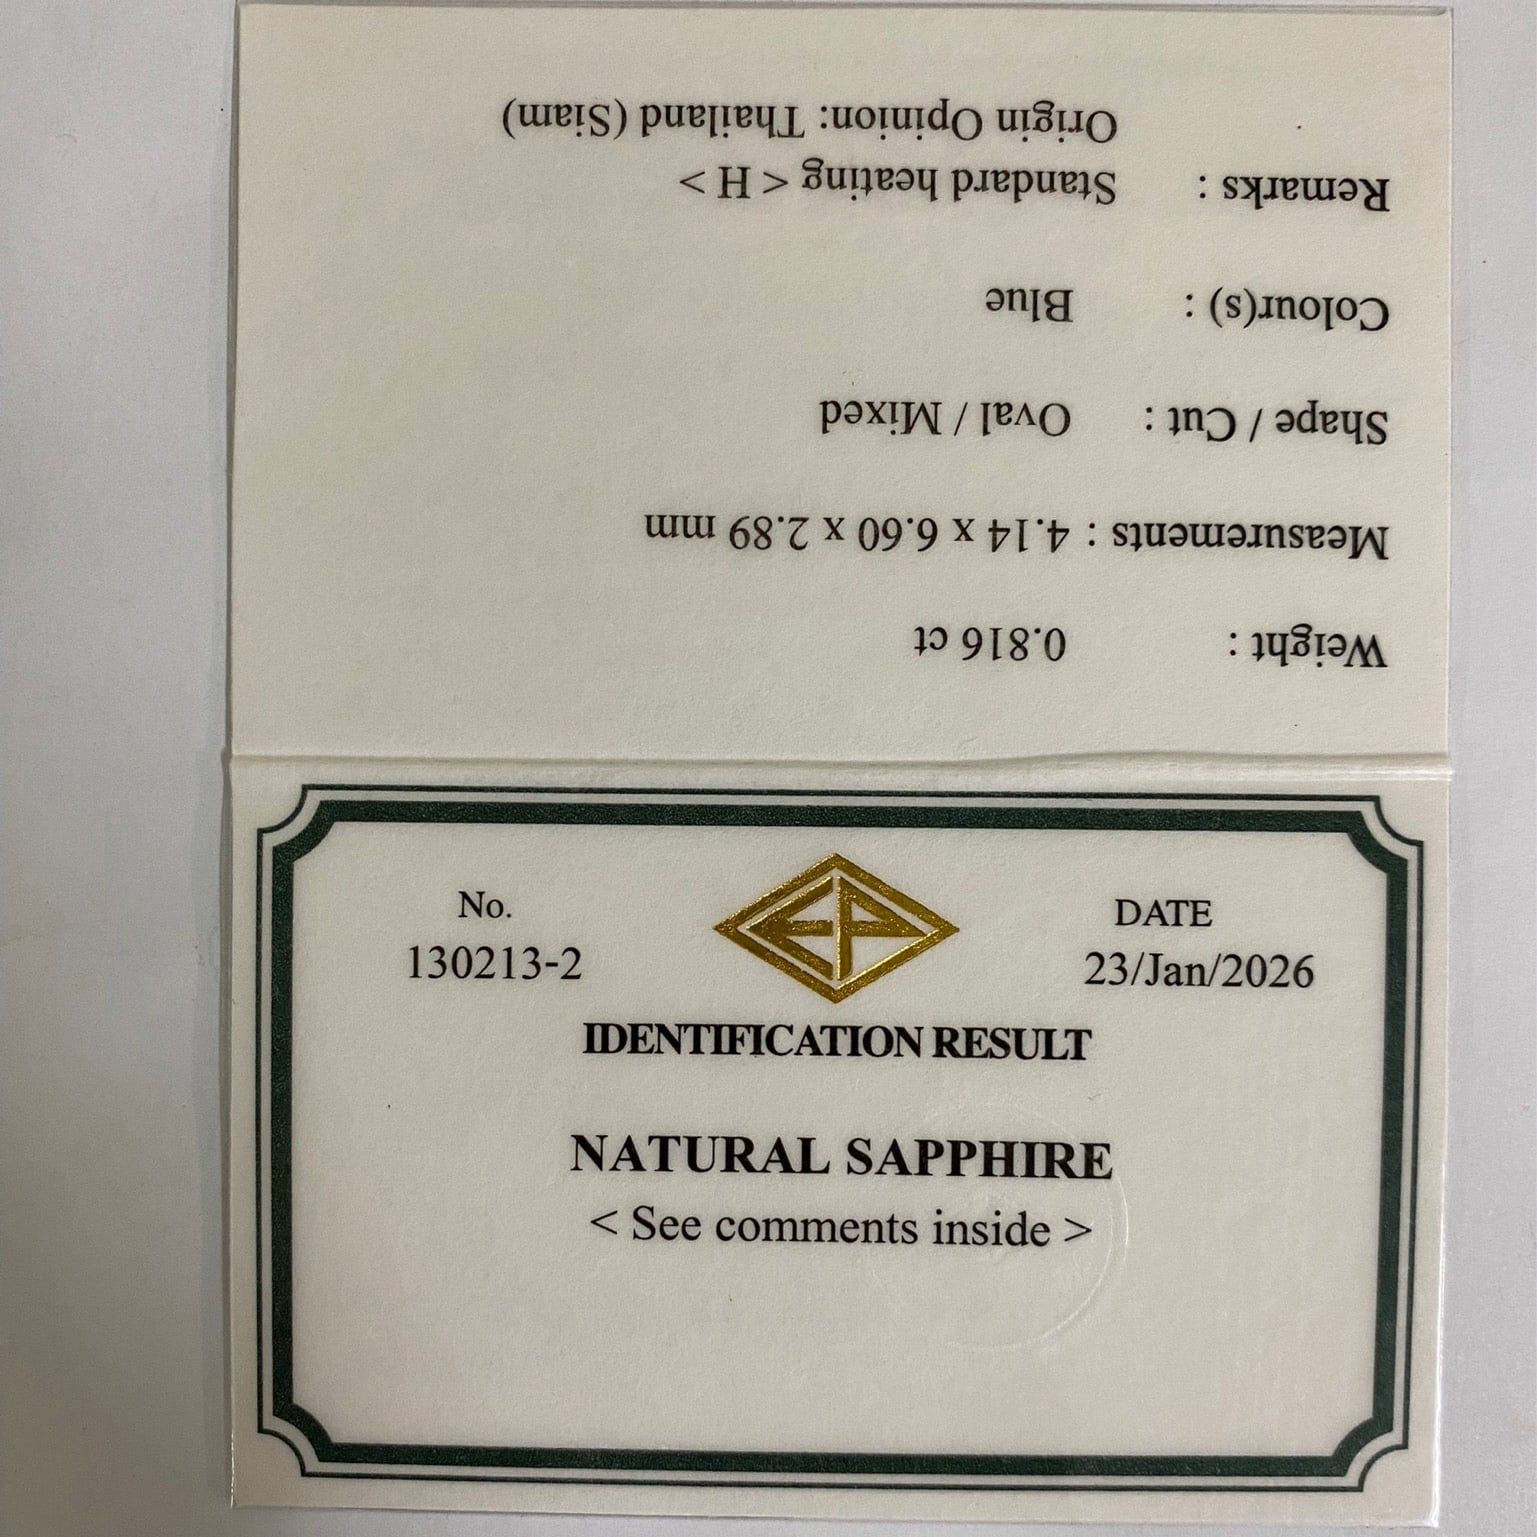 Weight : 0.816 ct
Measurements : 4.14 x 6.60 x 2.89 mm
Shape / Cut : Oval / Mixed
Colour(s) : Blue
Remarks : Standard heating < H >
Origin Opinion: Thailand (Siam)
EP
No. DATE
130213-2 23/Jan/2026
IDENTIFICATION RESULT
NATURAL SAPPHIRE
< See comments inside >